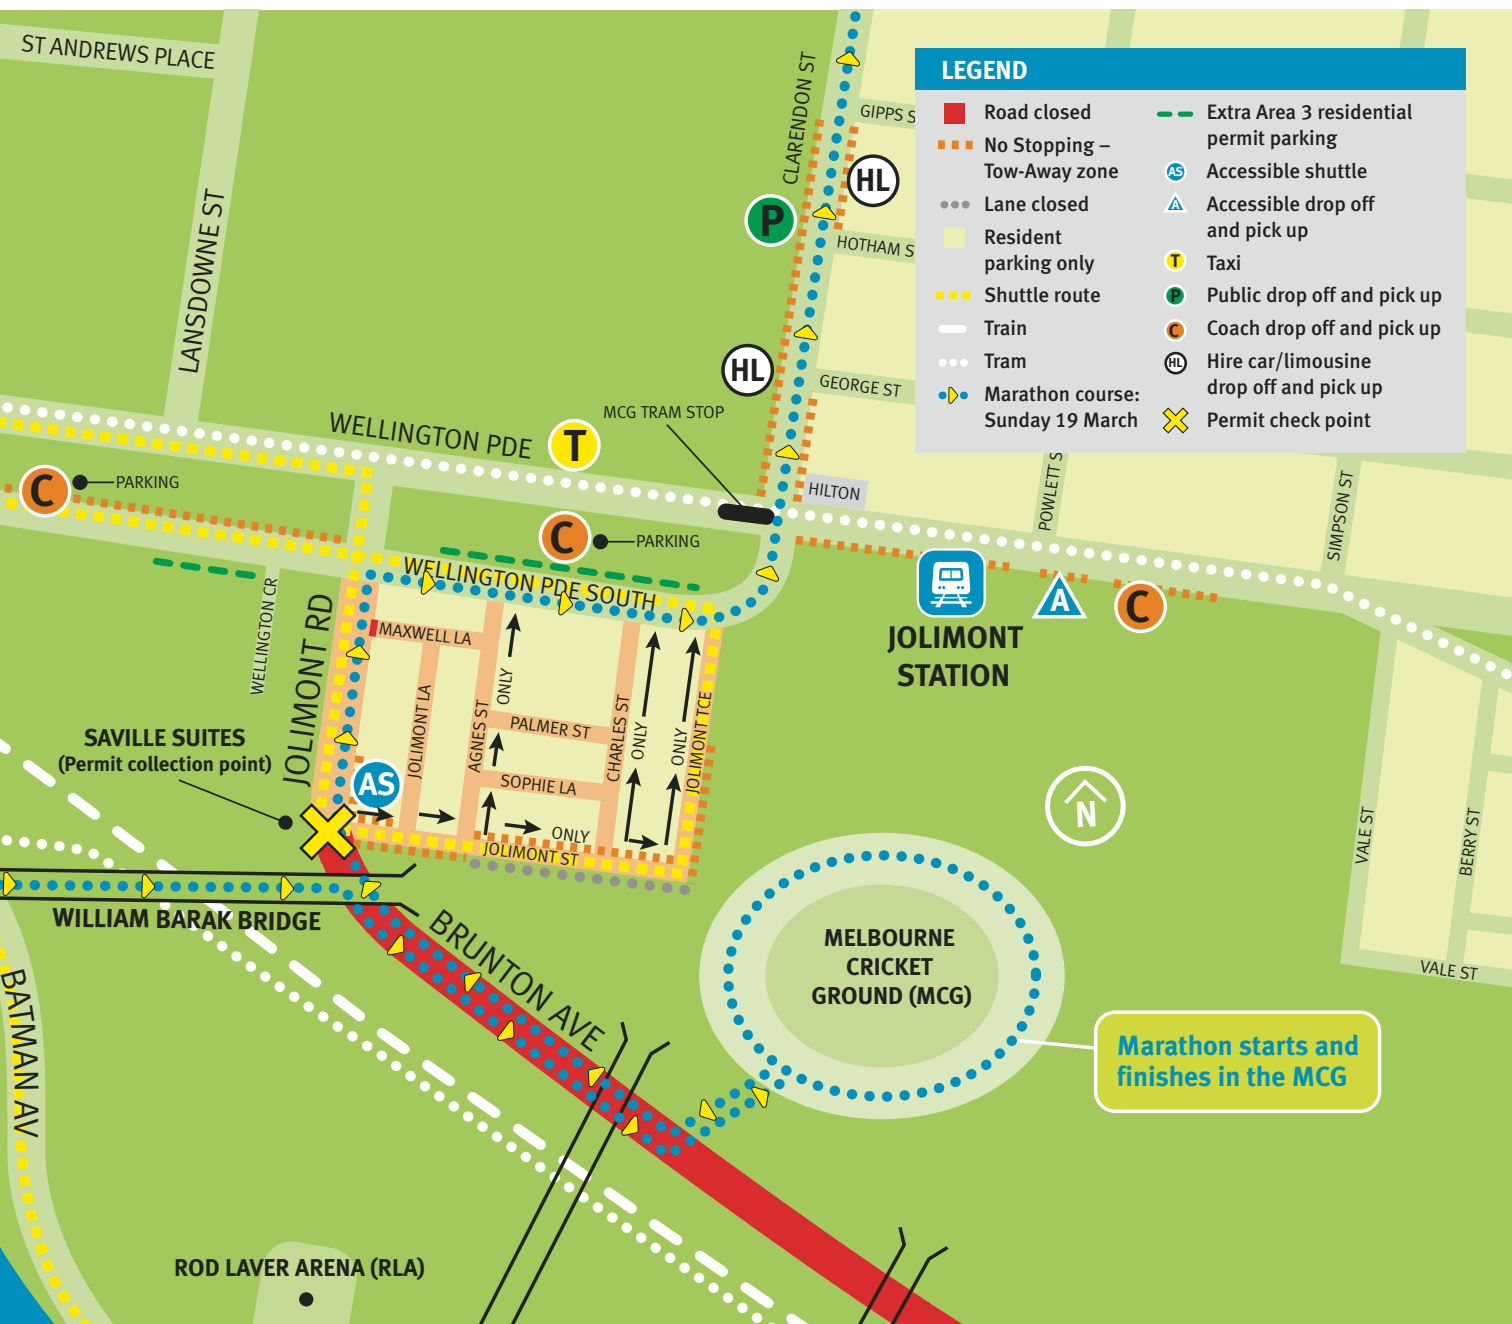 ST ANDREWS PLACE
LANSDOWNE ST
CLARENDON ST
GIPPS S
HL
P
HOTHAM S
HL
GEORGE ST
MCG TRAM STOP
WELLINGTON PDE
T
HILTON
POWLETT S
SIMPSON ST
LEGEND
Road closed
No Stopping –
Tow-Away zone
Lane closed
Resident
parking only
Shuttle route
Train
Tram
Marathon course:
Sunday 19 March
Extra Area 3 residential
permit parking
AS
Accessible shuttle
A
Accessible drop off
and pick up
T
Taxi
P
Public drop off and pick up
C
Coach drop off and pick up
HL
Hire car/limousine
drop off and pick up
Permit check point
C
PARKING
C
PARKING
WELLINGTON PDE SOUTH
WELLINGTON CR
JOLIMONT RD
MAXWELL LA
JOLIMONT LA
AGNES ST
ONLY
PALMER ST
SOPHIE LA
CHARLES ST
ONLY
ONLY
JOLIMONT TCE
ONLY
JOLIMONT ST
AS
JOLIMONT
STATION
A
C
SAVILLE SUITES
(Permit collection point)
N
VALE ST
BERRY ST
VALE ST
WILLIAM BARAK BRIDGE
BRUNTON AVE
BATMAN AV
MELBOURNE
CRICKET
GROUND (MCG)
Marathon starts and
finishes in the MCG
ROD LAVER ARENA (RLA)